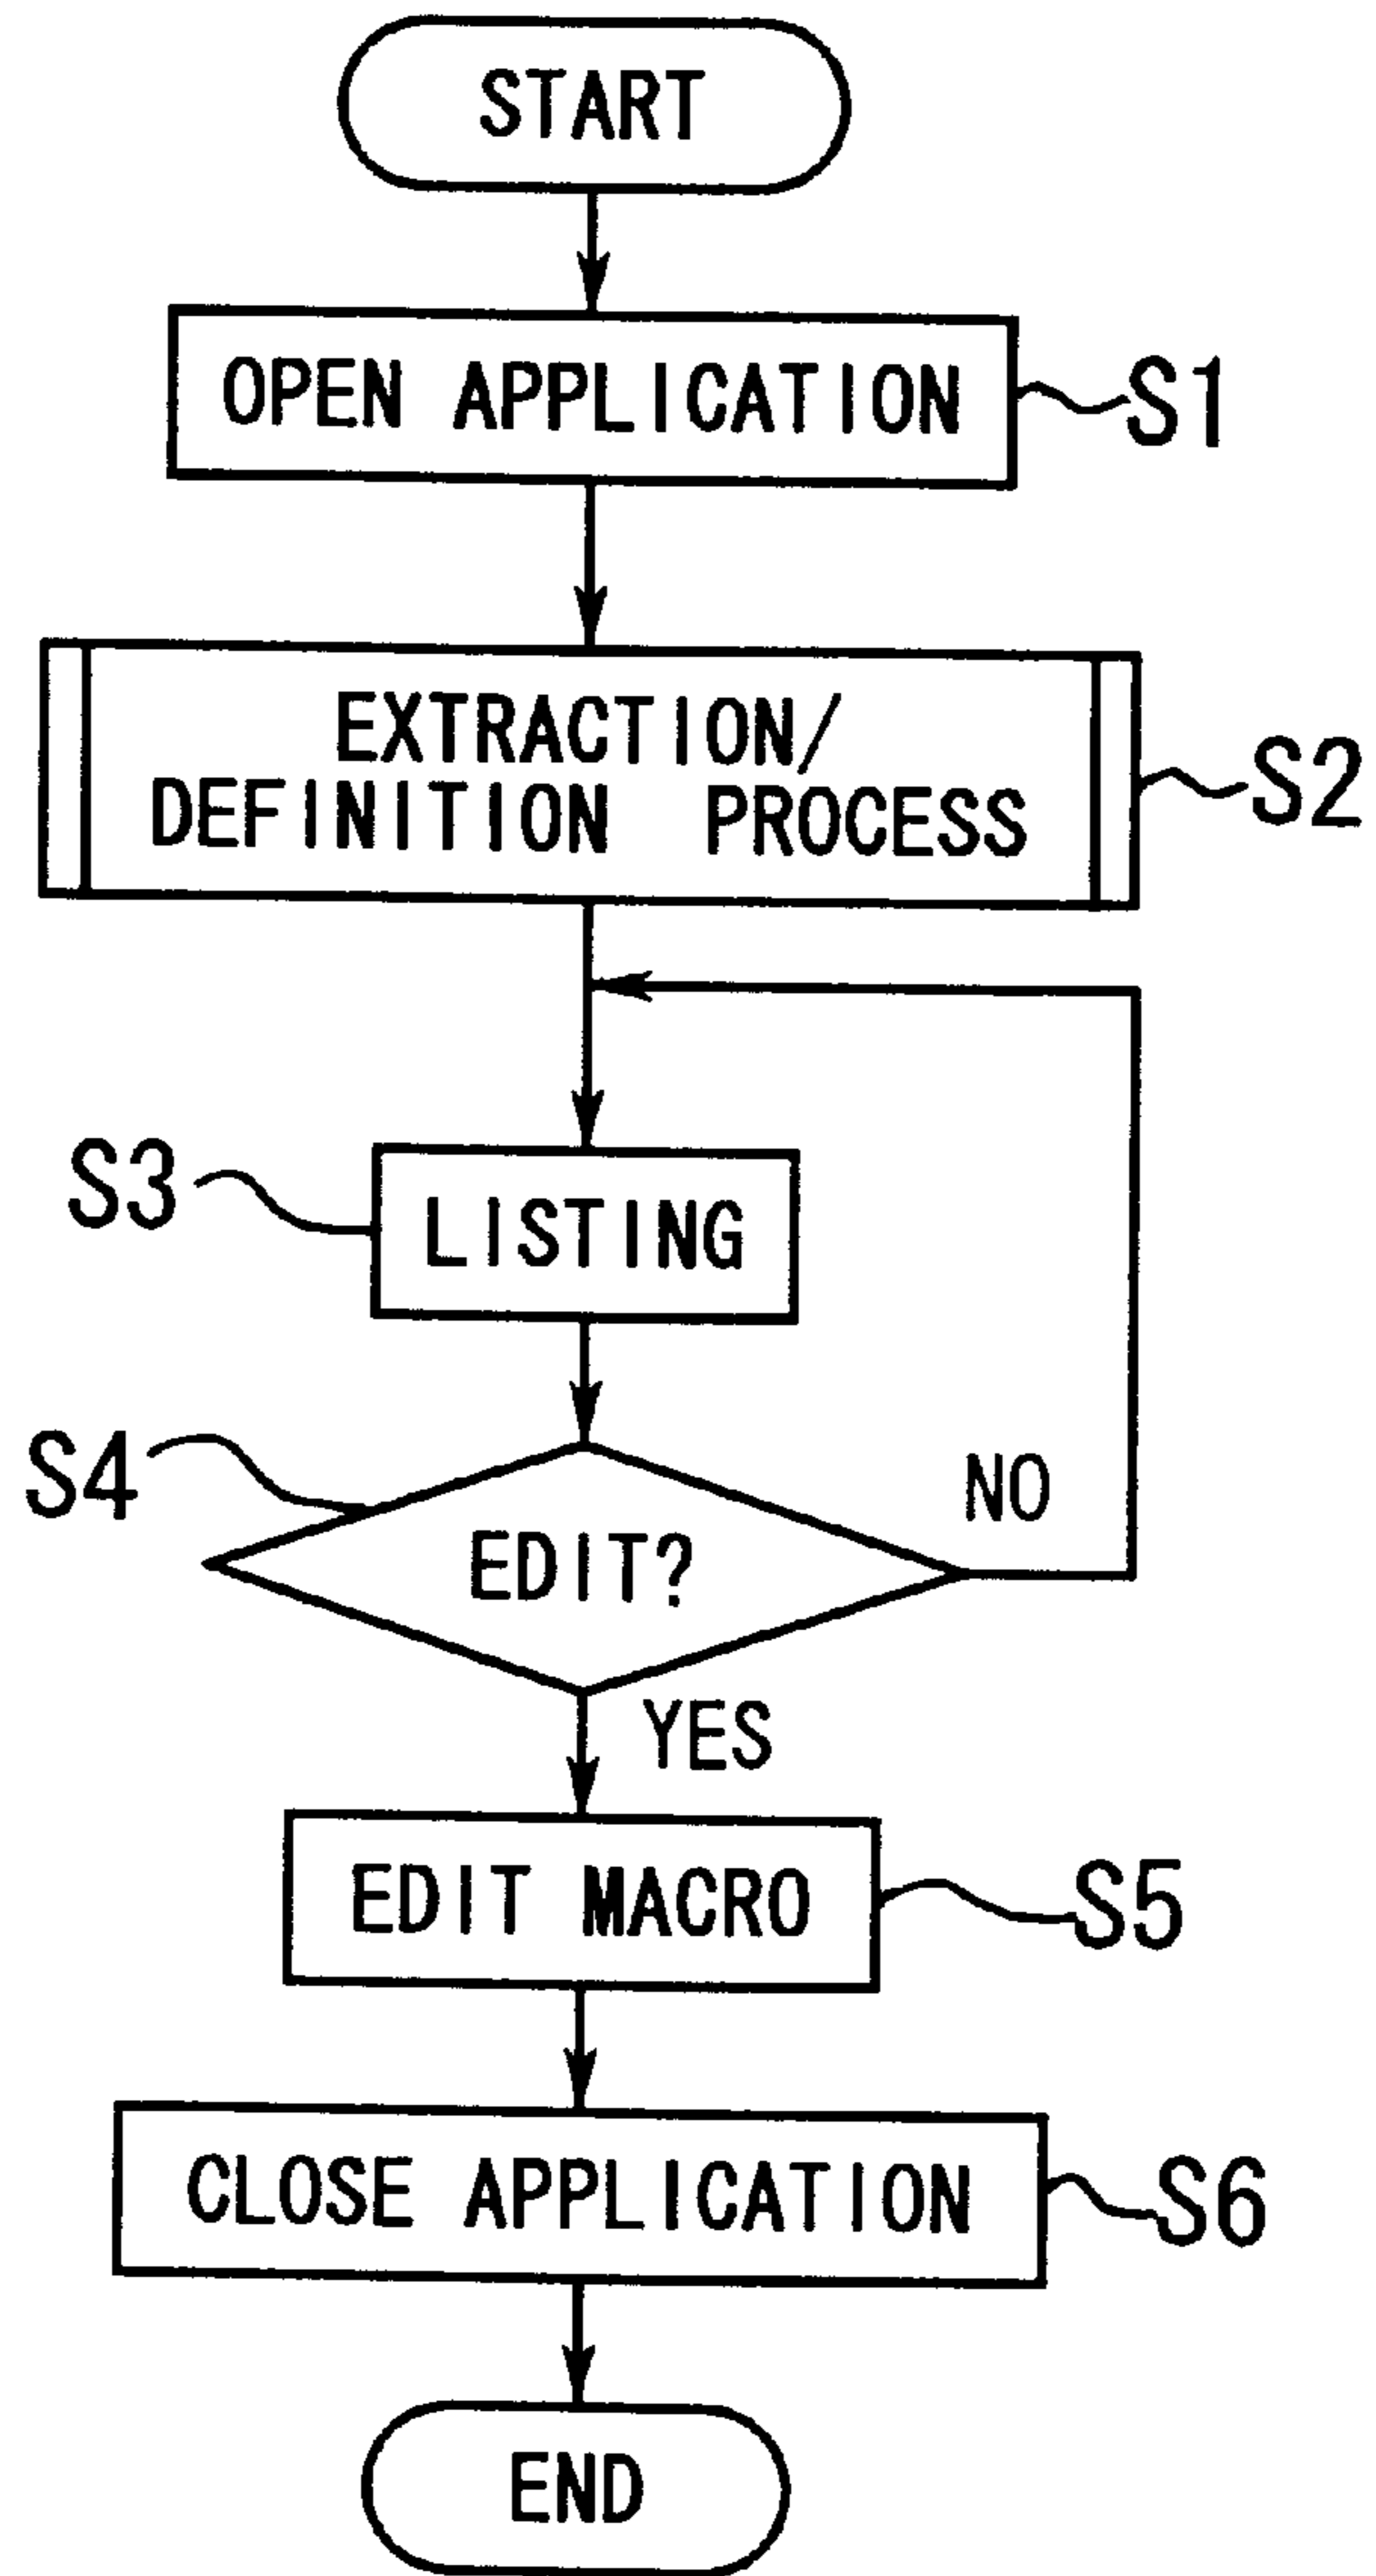 START
OPEN APPLICATION
S1
EXTRACTION/
DEFINITION PROCESS
S2
S3
LISTING
S4
EDIT?
NO
YES
EDIT MACRO
S5
CLOSE APPLICATION
S6
END